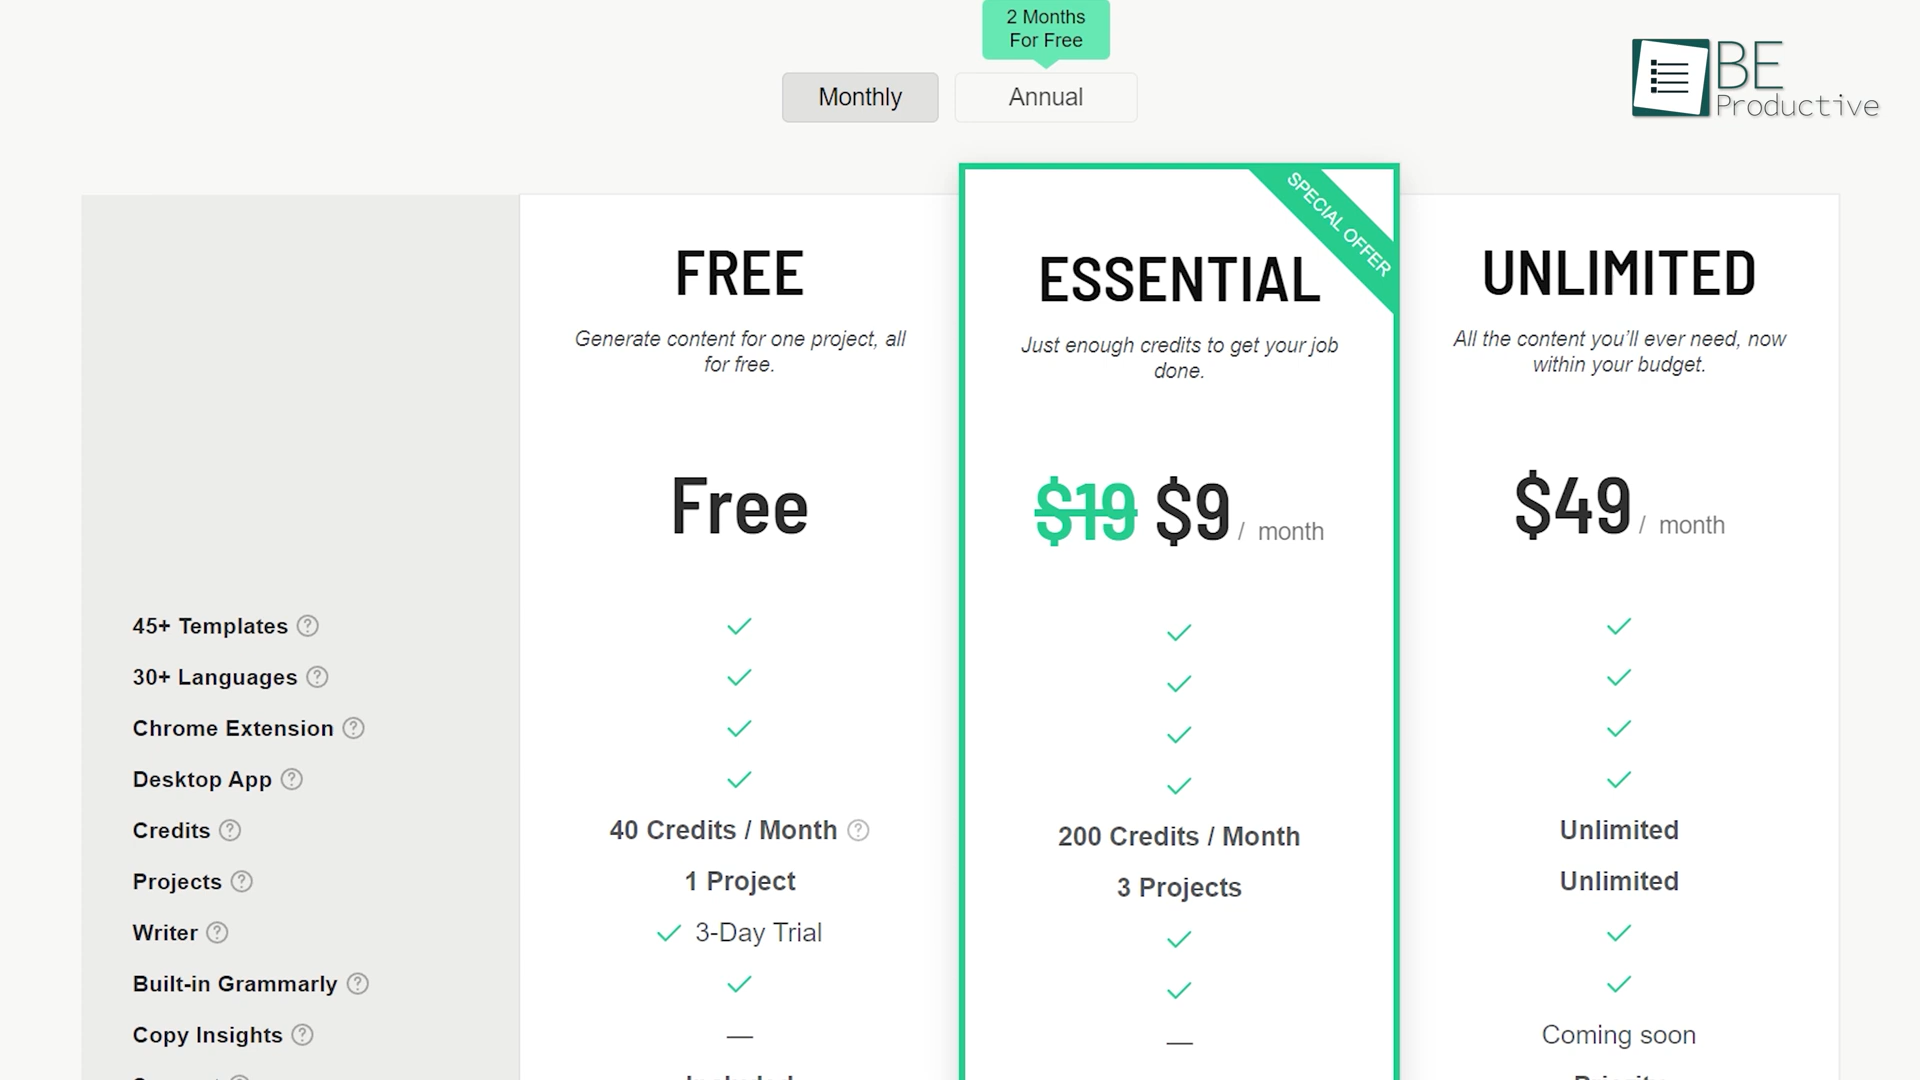 2 Months
For Free
Monthly
Annual
BE
Productive
SPECIAL OFFER
FREE
ESSENTIAL
UNLIMITED
Generate content for one project, all
for free.
Just enough credits to get your job
done.
All the content you’ll ever need, now
within your budget.
Free
$19 $9 / month
$49 / month
45+ Templates
30+ Languages
Chrome Extension
Desktop App
Credits
40 Credits / Month
200 Credits / Month
Unlimited
Projects
1 Project
3 Projects
Unlimited
Writer
3-Day Trial
Built-in Grammarly
Copy Insights
—
—
Coming soon